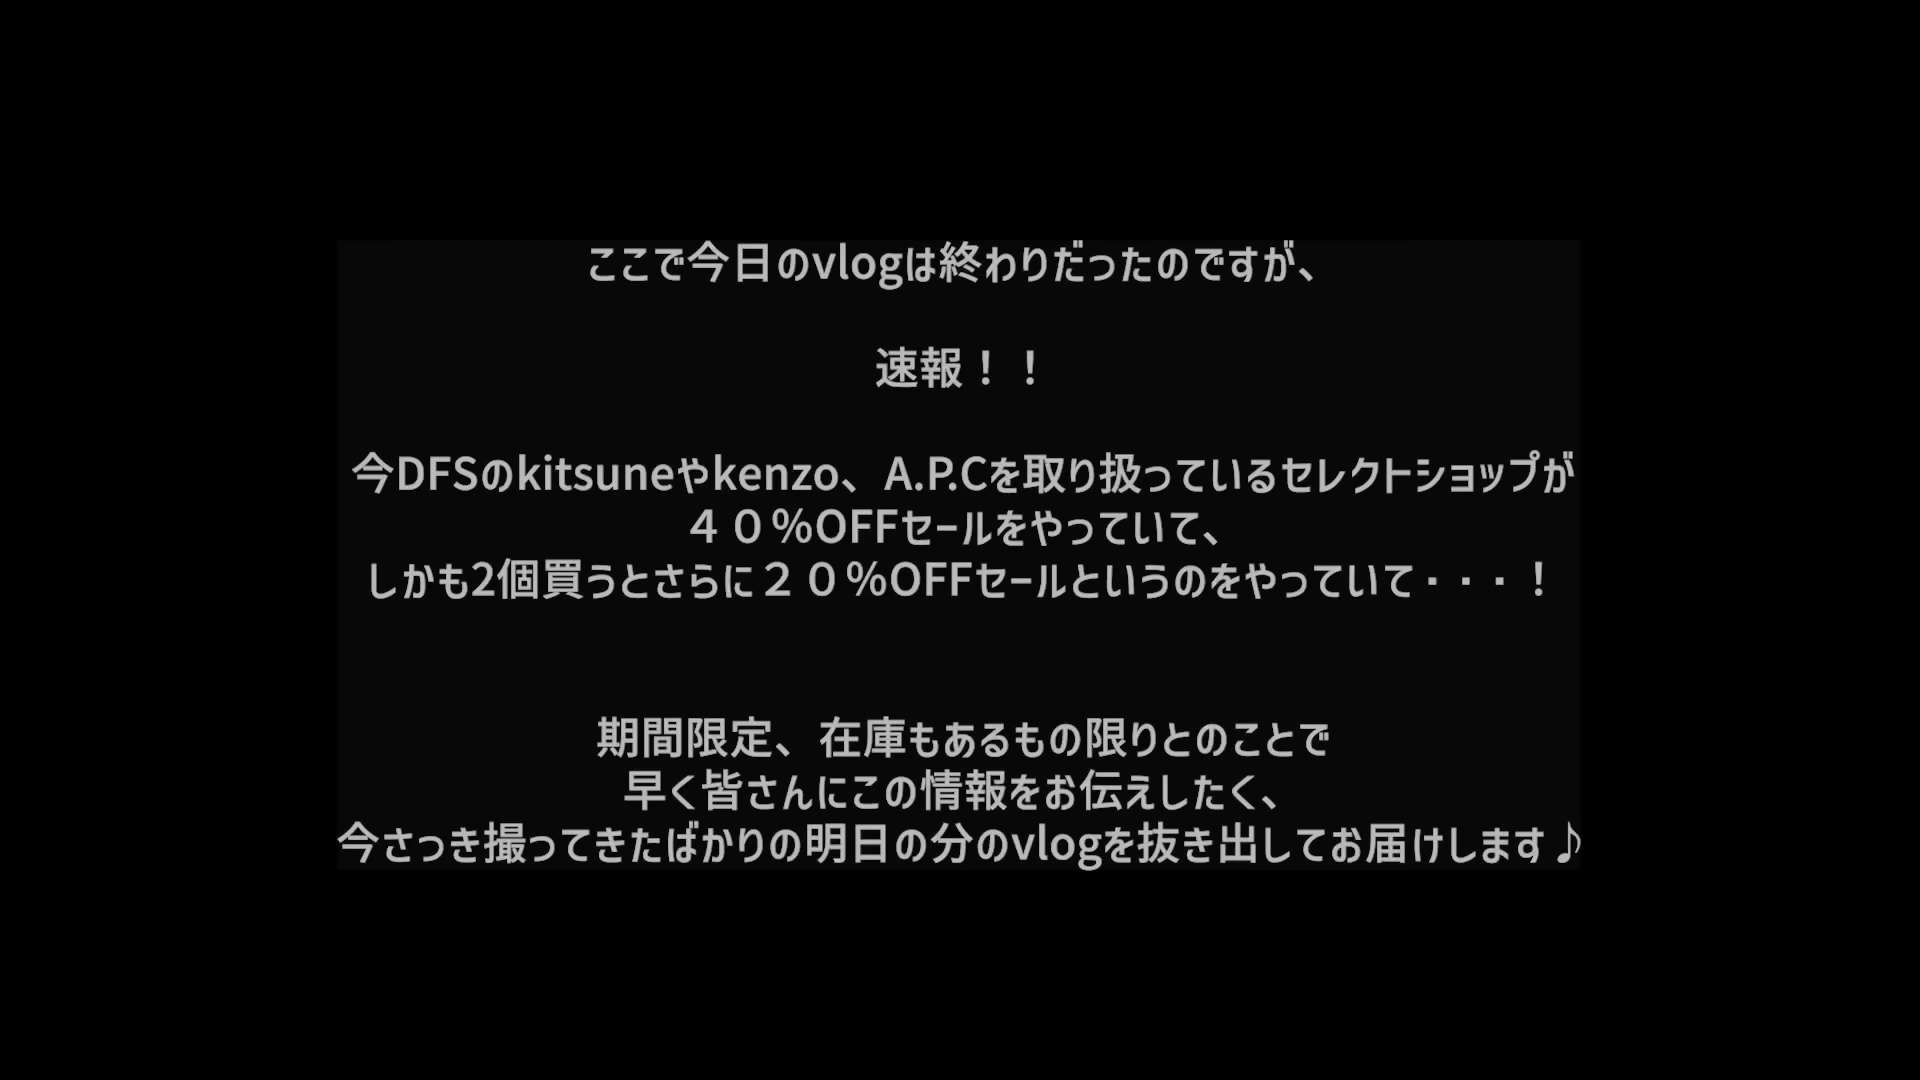 ここで今日のvlogは終わりだったのですが、
速報！！
今DFSのkitsuneやkenzo、A.P.Cを取り扱っているセレクトショップが
４０％OFFセールをやっていて、
しかも2個買うとさらに２０％OFFセールというのをやっていて・・・！
期間限定、在庫もあるもの限りとのことで
早く皆さんにこの情報をお伝えしたく、
今さっき撮ってきたばかりの明日の分のvlogを抜き出してお届けします♪